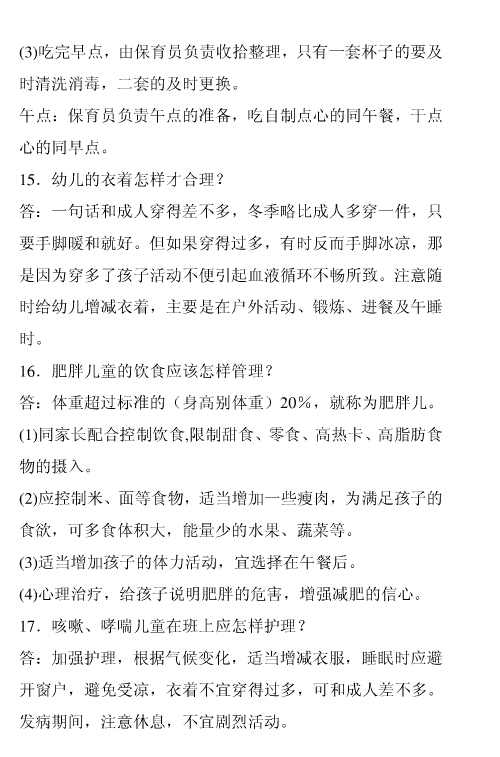 (3)吃完早点，由保育员负责收拾整理，只有一套杯子的要及
时清洗消毒，二套的及时更换。
午点：保育员负责午点的准备，吃自制点心的同午餐，干点
心的同早点。
15．幼儿的衣着怎样才合理？
答：一句话和成人穿得差不多，冬季略比成人多穿一件，只
要手脚暖和就好。但如果穿得过多，有时反而手脚冰凉，那
是因为穿多了孩子活动不便引起血液循环不畅所致。注意随
时给幼儿增减衣着，主要是在户外活动、锻炼、进餐及午睡
时。
16．肥胖儿童的饮食应该怎样管理？
答：体重超过标准的（身高别体重）20％，就称为肥胖儿。
(1)同家长配合控制饮食,限制甜食、零食、高热卡、高脂肪食
物的摄入。
(2)应控制米、面等食物，适当增加一些瘦肉，为满足孩子的
食欲，可多食体积大，能量少的水果、蔬菜等。
(3)适当增加孩子的体力活动，宜选择在午餐后。
(4)心理治疗，给孩子说明肥胖的危害，增强减肥的信心。
17．咳嗽、哮喘儿童在班上应怎样护理？
答：加强护理，根据气候变化，适当增减衣服，睡眠时应避
开窗户，避免受凉，衣着不宜穿得过多，可和成人差不多。
发病期间，注意休息，不宜剧烈活动。